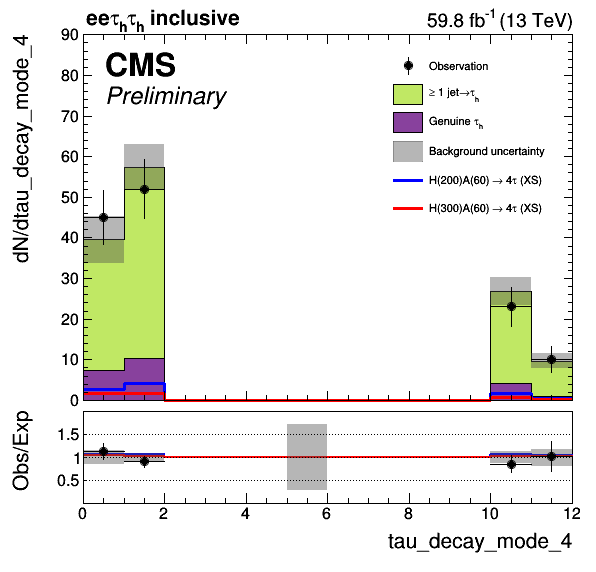 eeτhτh inclusive
59.8 fb-1 (13 TeV)
CMS
Preliminary
Observation
≥ 1 jet→τh
Genuine τh
Background uncertainty
H(200)A(60) → 4τ (XS)
H(300)A(60) → 4τ (XS)
dN/dtau_decay_mode_4
90
80
70
60
50
40
30
20
10
0
Obs/Exp
1.5
1
0.5
0 2 4 6 8 10 12
tau_decay_mode_4